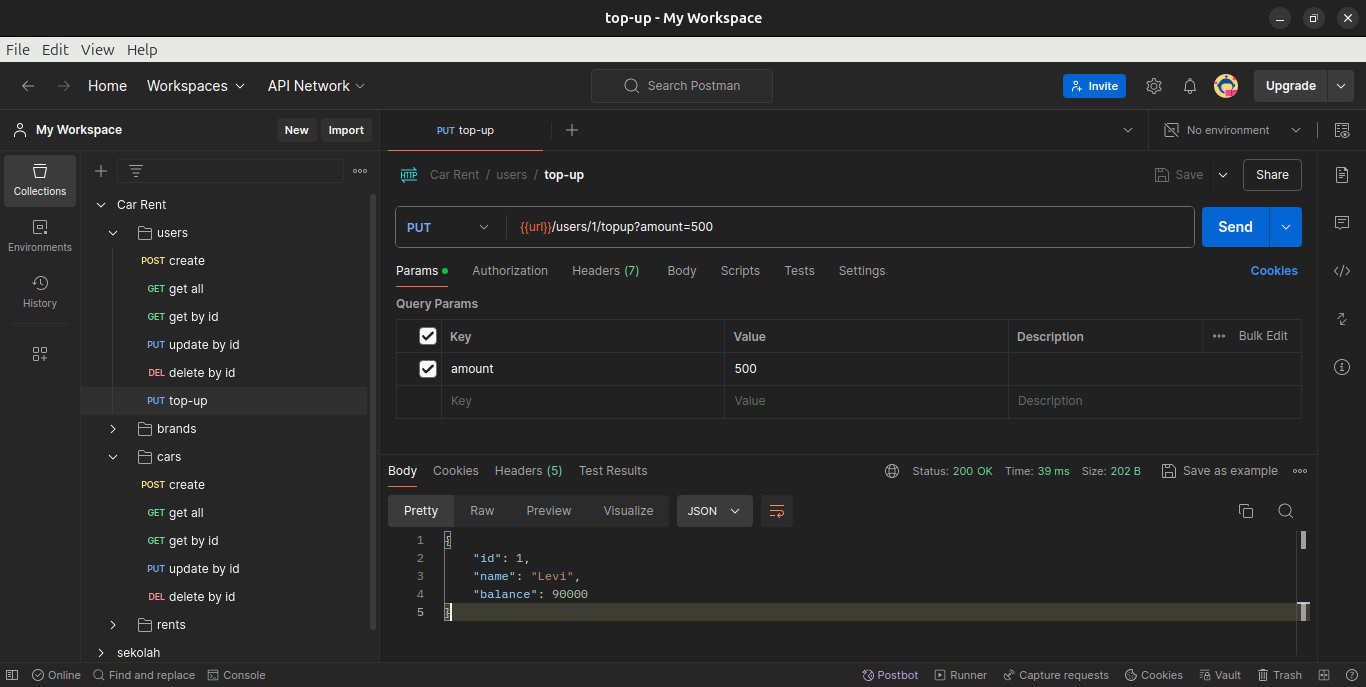 top-up - My Workspace
File Edit View Help
Home Workspaces API Network Search Postman Invite Upgrade
My Workspace New Import PUT top-up No environment
Collections
Environments
History
Car Rent
users
POST create
GET get all
GET get by id
PUT update by id
DEL delete by id
PUT top-up
brands
cars
POST create
GET get all
GET get by id
PUT update by id
DEL delete by id
rents
sekolah
HTTP Car Rent / users / top-up Save Share
PUT {{url}}/users/1/topup?amount=500 Send
Params Authorization Headers (7) Body Scripts Tests Settings Cookies
Query Params
Key Value Description Bulk Edit
amount 500
Key Value Description
Body Cookies Headers (5) Test Results Status: 200 OK Time: 39 ms Size: 202 B Save as example
Pretty Raw Preview Visualize JSON
1 {
2 "id": 1,
3 "name": "Levi",
4 "balance": 90000
5 }
Online Find and replace Console Postbot Runner Capture requests Cookies Vault Trash